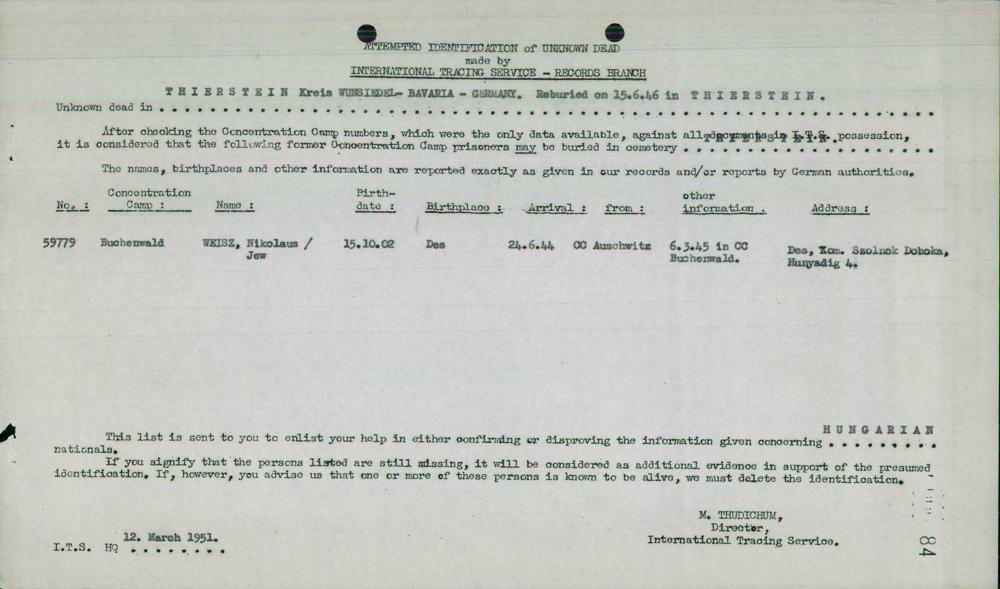 ATTEMPTED IDENTIFICATION of UNKNOWN DEAD
made by
INTERNATIONAL TRACING SERVICE - RECORDS BRANCH
THIERSTEIN Kreis WUNSIEDEL- BAVARIA - GERMANY. Reburied on 15.6.46 in THIERSTEIN.
Unknown dead in . . . . . . . . . . . . . . . . . . . . . . . . . . . . . . . . . . . . . . . . . . . .
After checking the Concentration Camp numbers, which were the only data available, against all documents in I.T.S. possession,
THIERSTEIN.
it is considered that the following former Concentration Camp prisoners may be buried in cemetery . . . . . . . . . . . . . . .
The names, birthplaces and other information are reported exactly as given in our records and/or reports by German authorities.
No. : Concentration Camp : Name : Birth-date : Birthplace : Arrival : from : other information . Address :
59779 Buchenwald WEISZ, Nikolaus / 15.10.02 Des 24.6.44 CC Auschwitz 6.3.45 in CC Des, Kom. Szolnok Doboka,
Jew Buchenwald. Hunyadig 4.
HUNGARIAN
This list is sent to you to enlist your help in either confirming or disproving the information given concerning . . . . . . . . .
nationals.
If you signify that the persons listed are still missing, it will be considered as additional evidence in support of the presumed
identification. If, however, you advise us that one or more of these persons is known to be alive, we must delete the identification.
M. THUDICHUM,
Director,
International Tracing Service.
12. March 1951.
I.T.S. HQ . . . . . . . .
84